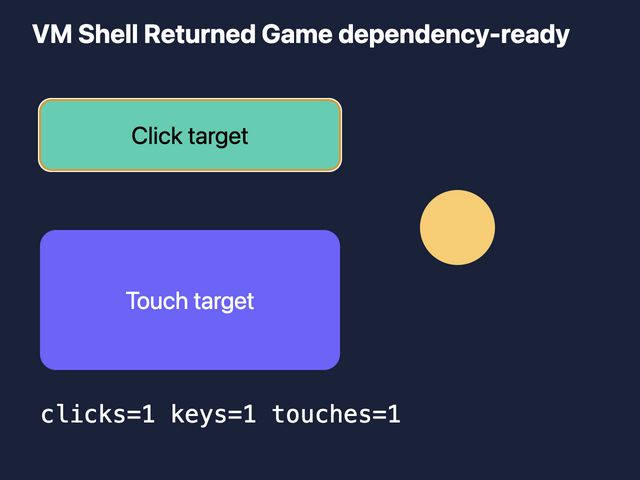 VM Shell Returned Game dependency-ready
Click target
Touch target
clicks=1 keys=1 touches=1